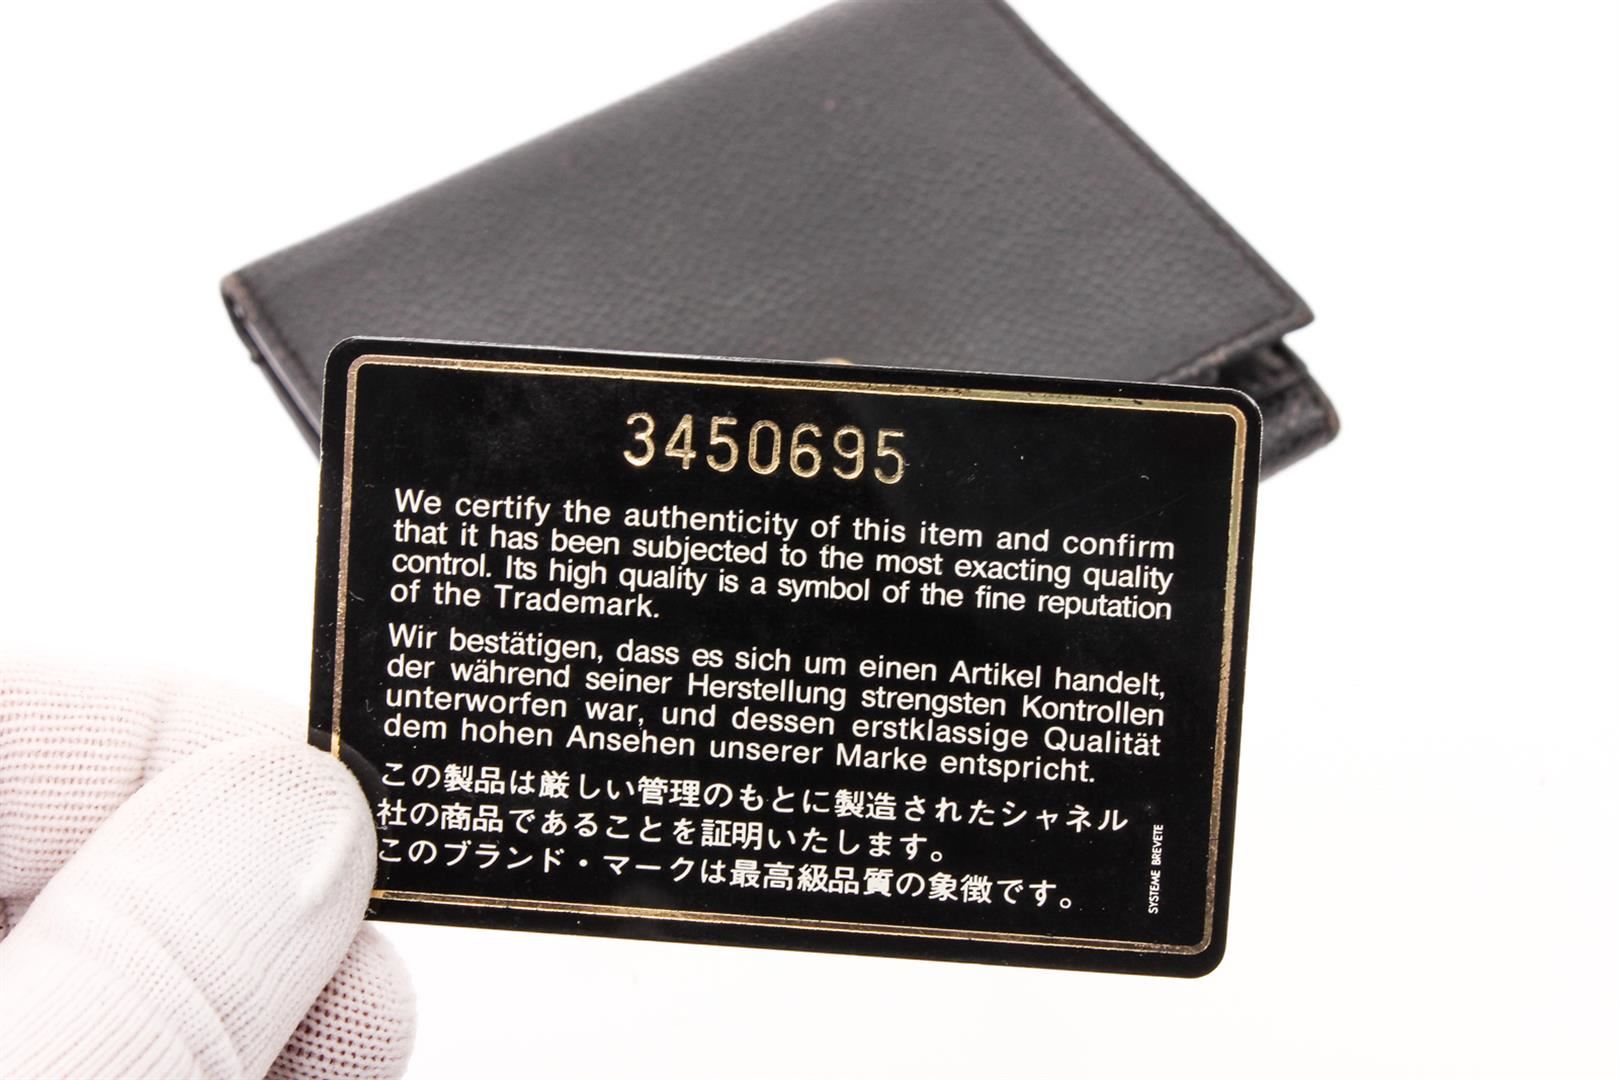 3450695
We certify the authenticity of this item and confirm
that it has been subjected to the most exacting quality
control. Its high quality is a symbol of the fine reputation
of the Trademark.
Wir bestätigen, dass es sich um einen Artikel handelt,
der während seiner Herstellung strengsten Kontrollen
unterworfen war, und dessen erstklassige Qualität
dem hohen Ansehen unserer Marke entspricht.
この製品は厳しい管理のもとに製造されたシャネル
社の商品であることを証明いたします。
このブランド・マークは最高級品質の象徴です。
SYSTEME BREVETE